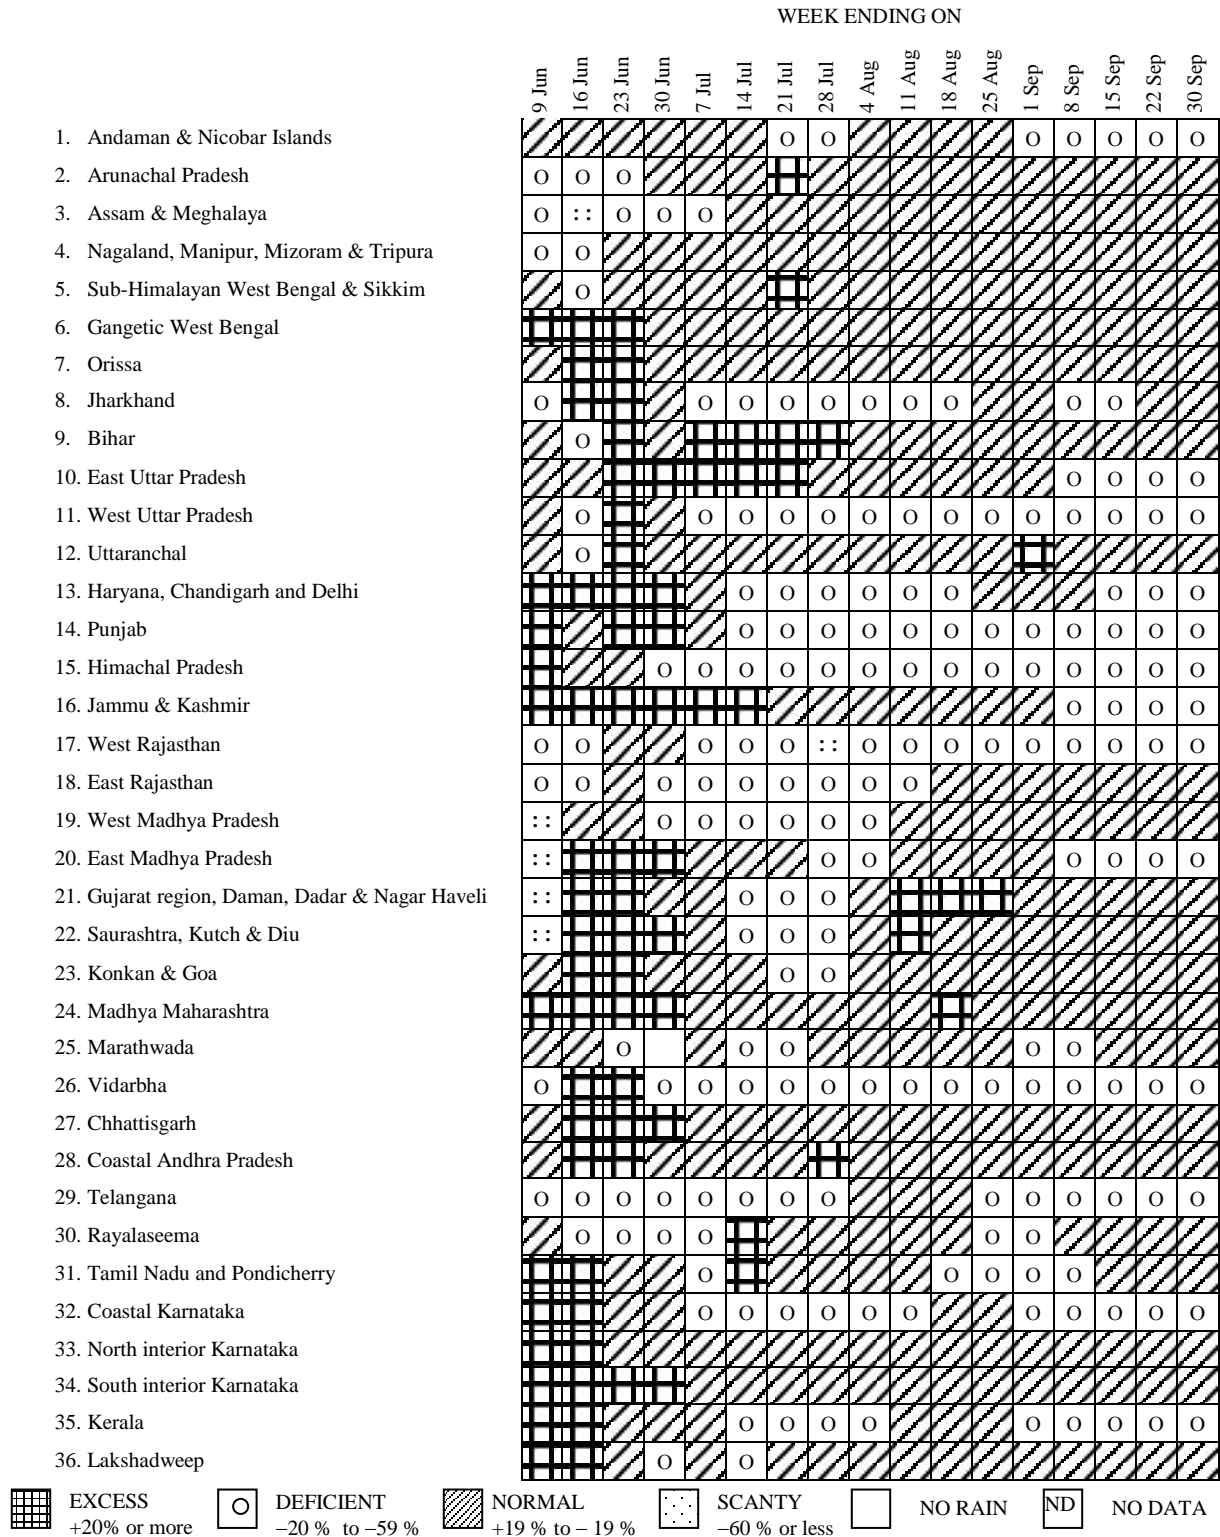 WEEK ENDING ON
9 Jun 16 Jun 23 Jun 30 Jun 7 Jul 14 Jul 21 Jul 28 Jul 4 Aug 11 Aug 18 Aug 25 Aug 1 Sep 8 Sep 15 Sep 22 Sep 30 Sep
1. Andaman & Nicobar Islands O O O O O O O
2. Arunachal Pradesh O O O
3. Assam & Meghalaya O :: O O O
4. Nagaland, Manipur, Mizoram & Tripura O O
5. Sub-Himalayan West Bengal & Sikkim O
6. Gangetic West Bengal
7. Orissa
8. Jharkhand O O O O O O O O O O
9. Bihar O
10. East Uttar Pradesh O O O O
11. West Uttar Pradesh O O O O O O O O O O O O O O
12. Uttaranchal O
13. Haryana, Chandigarh and Delhi O O O O O O O O O
14. Punjab O O O O O O O O O O O O
15. Himachal Pradesh O O O O O O O O O O O O O O
16. Jammu & Kashmir O O O O
17. West Rajasthan O O O O O :: O O O O O O O O O
18. East Rajasthan O O O O O O O O O
19. West Madhya Pradesh :: O O O O O O
20. East Madhya Pradesh :: O O O O O O
21. Gujarat region, Daman, Dadar & Nagar Haveli :: O O O
22. Saurashtra, Kutch & Diu :: O O O
23. Konkan & Goa O O
24. Madhya Maharashtra
25. Marathwada O O O O O
26. Vidarbha O O O O O O O O O O O O O O O
27. Chhattisgarh
28. Coastal Andhra Pradesh
29. Telangana O O O O O O O O O O O O O O
30. Rayalaseema O O O O O O
31. Tamil Nadu and Pondicherry O O O O O
32. Coastal Karnataka O O O O O O O O O O O
33. North interior Karnataka
34. South interior Karnataka
35. Kerala O O O O O O O O O
36. Lakshadweep O O
EXCESS O DEFICIENT NORMAL SCANTY NO RAIN ND NO DATA
+20% or more −20 % to −59 % +19 % to − 19 % −60 % or less